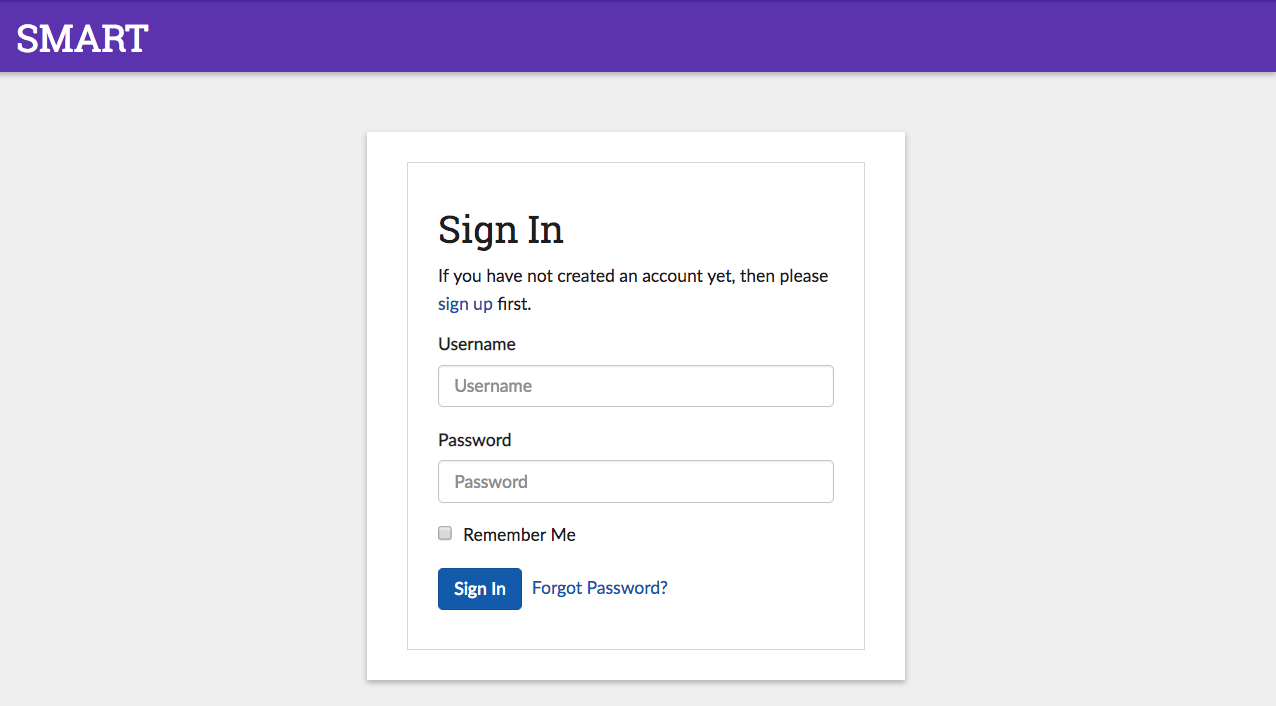 SMART
Sign In
If you have not created an account yet, then please
sign up first.
Username
Username
Password
Password
Remember Me
Sign In Forgot Password?